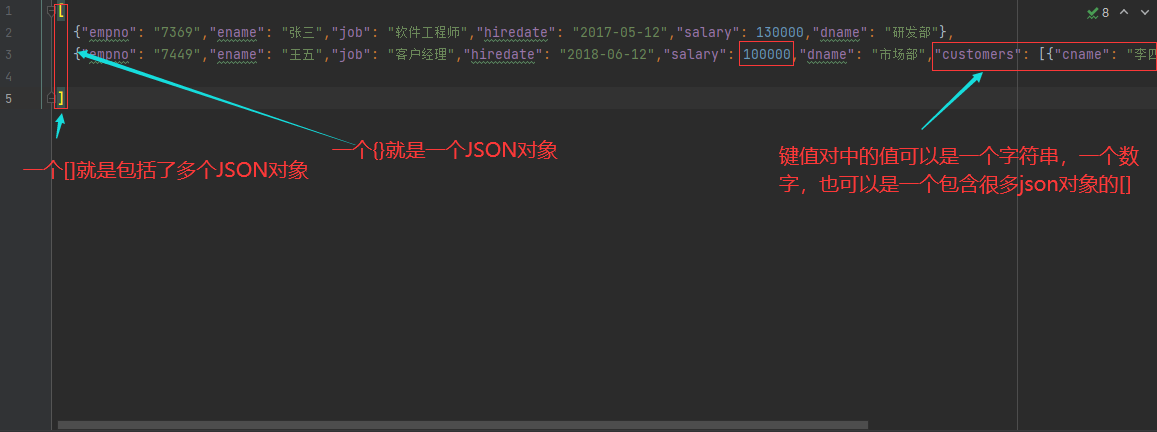 1 [
2 {"empno": "7369","ename": "张三","job": "软件工程师","hiredate": "2017-05-12","salary": 130000,"dname": "研发部"},
3 {"empno": "7449","ename": "王五","job": "客户经理","hiredate": "2018-06-12","salary": 100000,"dname": "市场部","customers": [{"cname": "李四
4
5 ]
8
一个[]就是包括了多个JSON对象
一个{}就是一个JSON对象
键值对中的值可以是一个字符串，一个数
字，也可以是一个包含很多json对象的[]